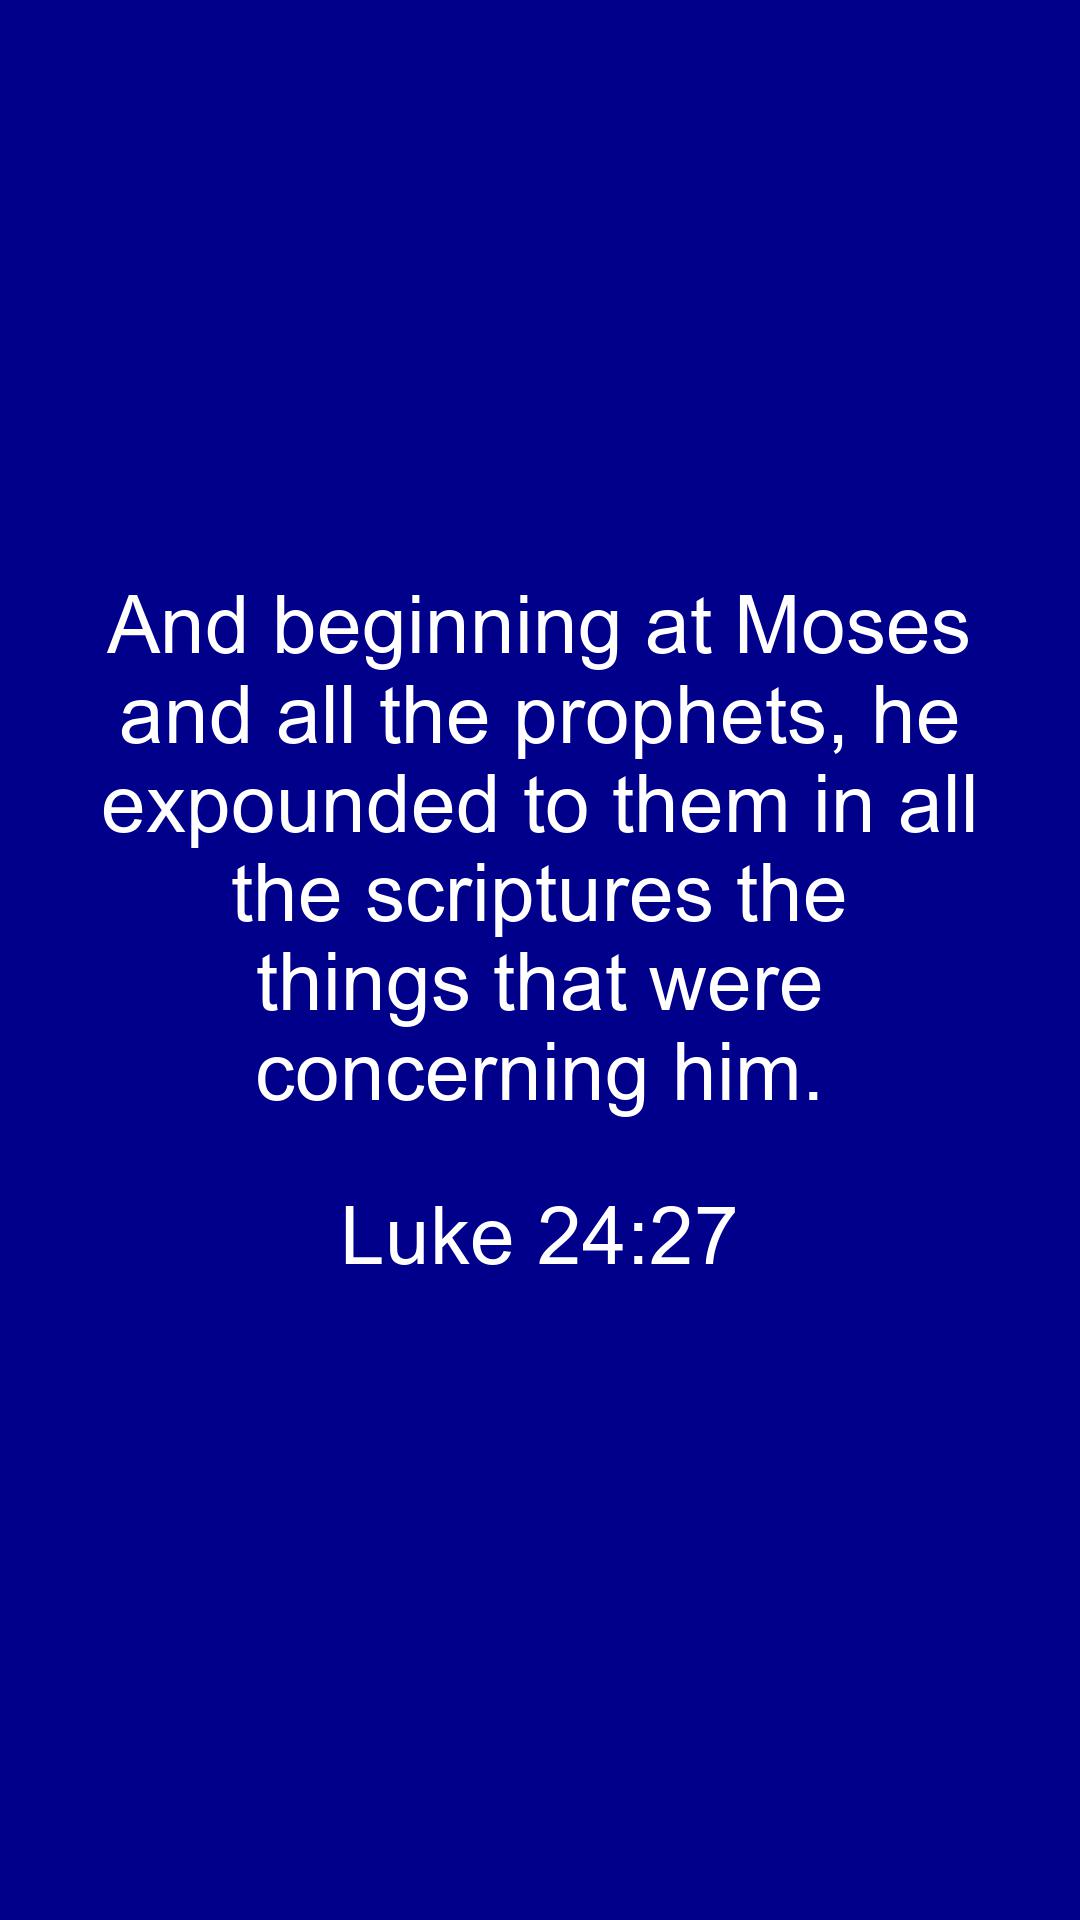 And beginning at Moses
and all the prophets, he
expounded to them in all
the scriptures the
things that were
concerning him.
Luke 24:27